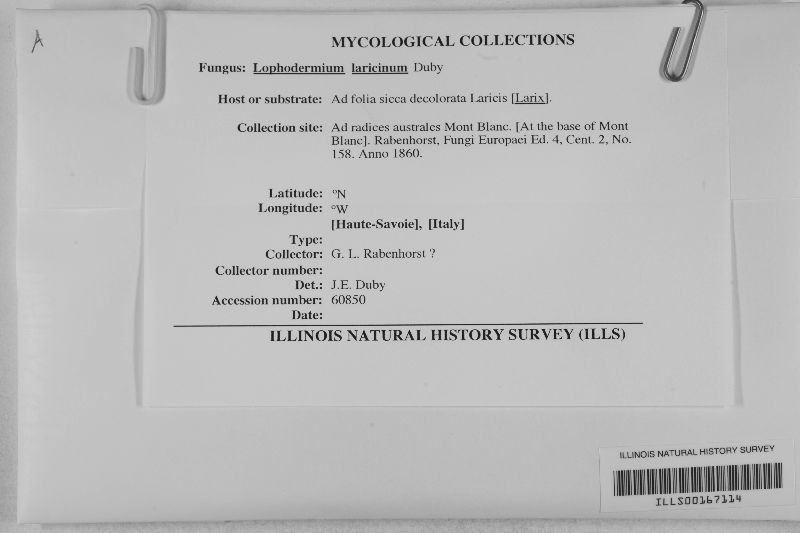 A
MYCOLOGICAL COLLECTIONS
Fungus: Lophodermium laricinum Duby
Host or substrate: Ad folia sicca decolorata Laricis [Larix].
Collection site: Ad radices australes Mont Blanc. [At the base of Mont
Blanc]. Rabenhorst, Fungi Europaei Ed. 4, Cent. 2, No.
158. Anno 1860.
Latitude: °N
Longitude: °W
[Haute-Savoie], [Italy]
Type:
Collector: G. L. Rabenhorst ?
Collector number:
Det.: J.E. Duby
Accession number: 60850
Date:
ILLINOIS NATURAL HISTORY SURVEY (ILLS)
ILLINOIS NATURAL HISTORY SURVEY
ILLS00167114